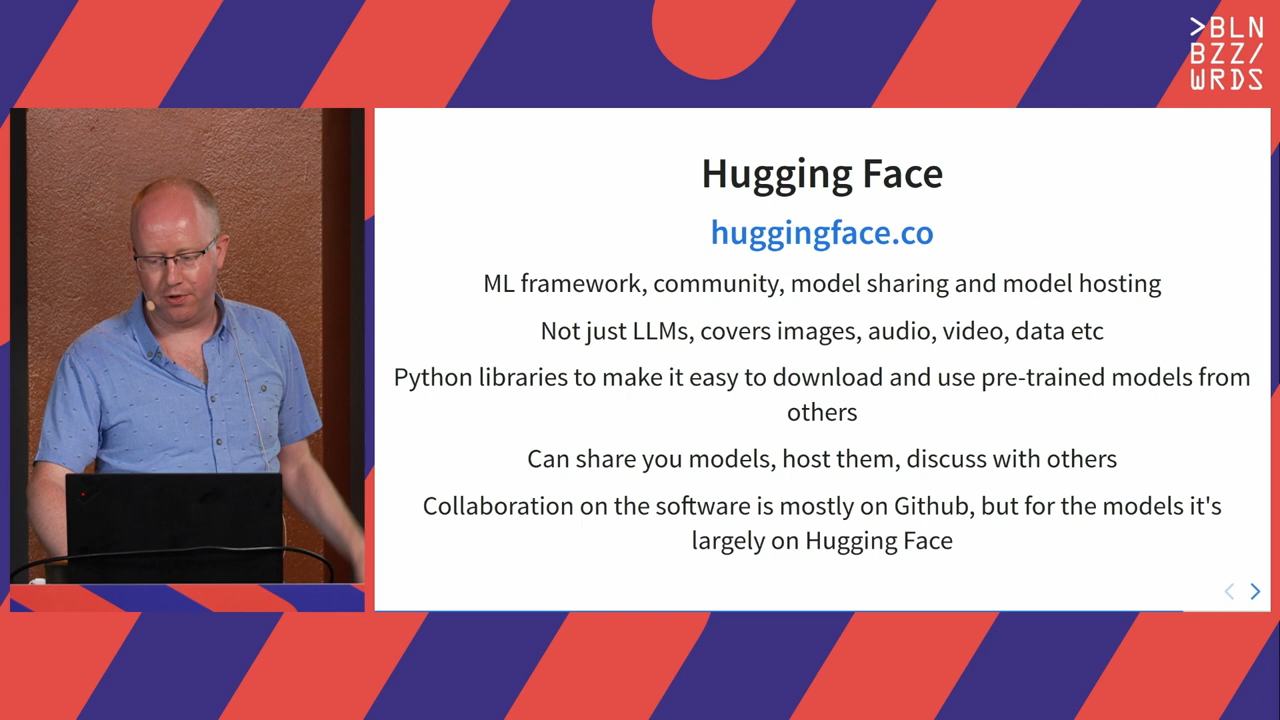 >BLN
BZZ/
WRDS
Hugging Face
huggingface.co
ML framework, community, model sharing and model hosting
Not just LLMs, covers images, audio, video, data etc
Python libraries to make it easy to download and use pre-trained models from
others
Can share you models, host them, discuss with others
Collaboration on the software is mostly on Github, but for the models it's
largely on Hugging Face